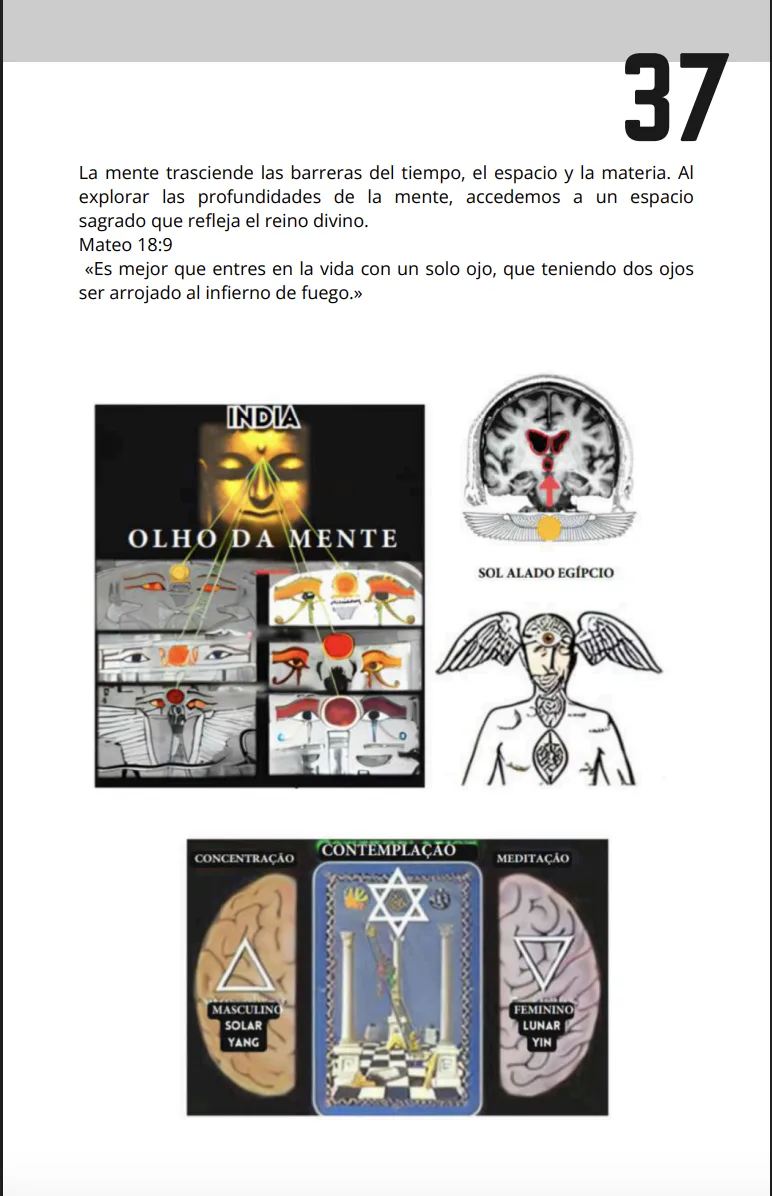 37
La mente trasciende las barreras del tiempo, el espacio y la materia. Al
explorar las profundidades de la mente, accedemos a un espacio
sagrado que refleja el reino divino.
Mateo 18:9
«Es mejor que entres en la vida con un solo ojo, que teniendo dos ojos
ser arrojado al infierno de fuego.»
INDIA
OLHO DA MENTE
SOL ALADO EGÍPCIO
CONCENTRAÇÃO
CONTEMPLAÇÃO
MEDITAÇÃO
MASCULINO
SOLAR
YANG
FEMININO
LUNAR
YIN